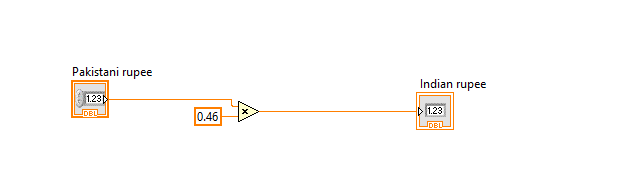 Pakistani rupee
Indian rupee
1.23
DBL
0.46
×
1.23
DBL